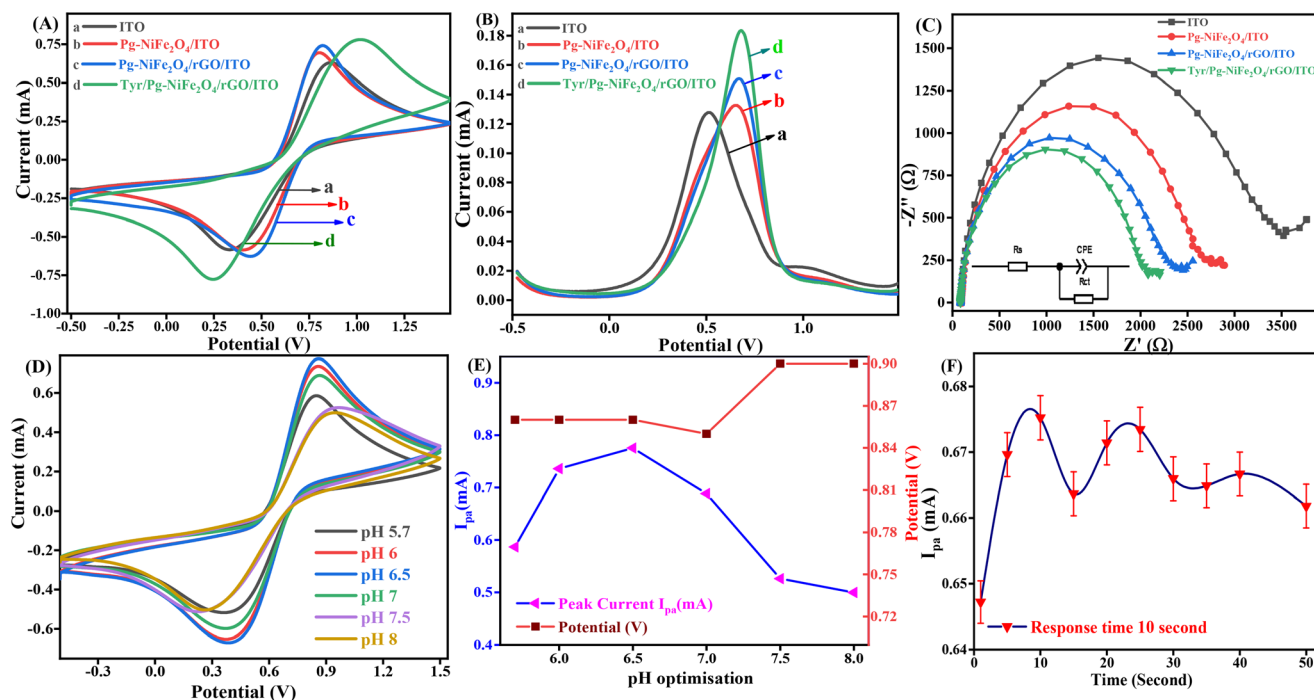 (A)
a ITO
b Pg-NiFe₂O₄/ITO
c Pg-NiFe₂O₄/rGO/ITO
d Tyr/Pg-NiFe₂O₄/rGO/ITO
Current (mA)
0.75
0.50
0.25
0.00
-0.25
-0.50
-0.75
-1.00
a
b
c
d
-0.50
0.00
0.25
0.50
0.75
1.00
1.25
Potential (V)
(B)
a ITO
b Pg-NiFe₂O₄/ITO
c Pg-NiFe₂O₄/rGO/ITO
d Tyr/Pg-NiFe₂O₄/rGO/ITO
Current (mA)
0.18
0.16
0.14
0.12
0.10
0.08
0.06
0.04
0.02
0.00
d
c
b
a
-0.5
0.0
0.5
1.0
Potential (V)
(C)
ITO
Pg-NiFe₂O₄/ITO
Pg-NiFe₂O₄/rGO/ITO
Tyr/Pg-NiFe₂O₄/rGO/ITO
-Z" (Ω)
-1500
1250
1000
750
500
250
0
Rs
CPE
Rct
0
500
1000
1500
2000
2500
3000
3500
Z' (Ω)
(D)
Current (mA)
0.6
0.4
0.2
0.0
-0.2
-0.4
-0.6
pH 5.7
pH 6
pH 6.5
pH 7
pH 7.5
pH 8
-0.3
0.0
0.3
0.6
0.9
1.2
1.5
Potential (V)
(E)
Iₚₐ(mA)
0.9
0.8
0.7
0.6
0.5
0.4
Peak Current Iₚₐ(mA)
Potential (V)
6.0
6.5
7.0
7.5
8.0
pH optimisation
0.90
0.88
0.86
0.84
0.82
0.80
0.77
0.75
0.72
Potential (V)
(F)
Iₚₐ (mA)
0.68
0.67
0.66
0.65
0.64
Response time 10 second
0
10
20
30
40
50
Time (Second)